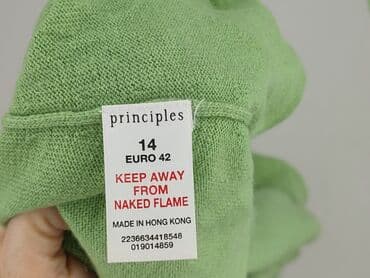 principles
14
EURO 42
KEEP AWAY
FROM
NAKED FLAME
MADE IN HONG KONG
2236634418548
019014859